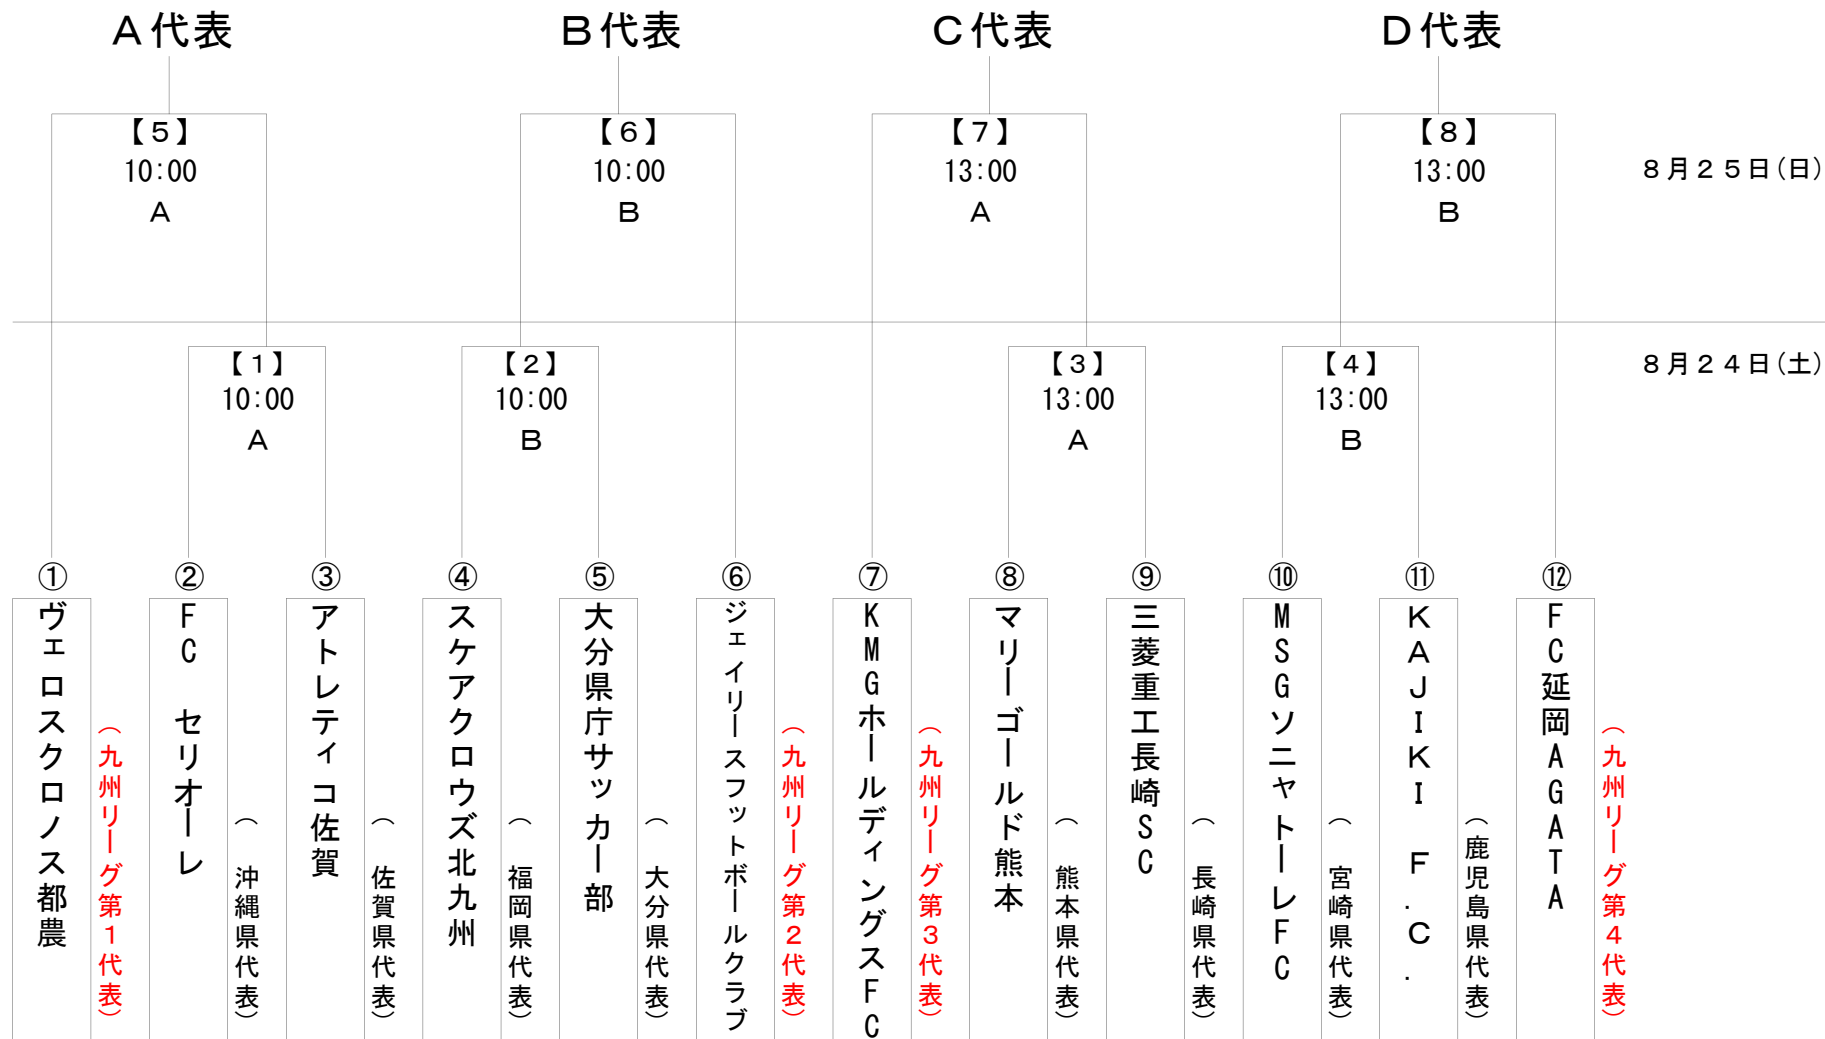 Ａ代表
Ｂ代表
Ｃ代表
Ｄ代表
【５】
10:00
Ａ
【６】
10:00
Ｂ
【７】
13:00
Ａ
【８】
13:00
Ｂ
８月２５日(日)
【１】
10:00
Ａ
【２】
10:00
Ｂ
【３】
13:00
Ａ
【４】
13:00
Ｂ
８月２４日(土)
①
ヴェロスクロノス都農
（九州リーグ第１代表）
②
FC セリオーレ
（沖縄県代表）
③
アトレティコ佐賀
（佐賀県代表）
④
スケアクロウズ北九州
（福岡県代表）
⑤
大分県庁サッカー部
（大分県代表）
⑥
ジェイリースフットボールクラブ
（九州リーグ第２代表）
⑦
KMGホールディングスFC
（九州リーグ第３代表）
⑧
マリーゴールド熊本
（熊本県代表）
⑨
三菱重工長崎SC
（長崎県代表）
⑩
MSGソニャトーレFC
（宮崎県代表）
⑪
ＫＡＪＩＫＩ Ｆ.Ｃ.
（鹿児島県代表）
⑫
FC延岡AGATA
（九州リーグ第４代表）